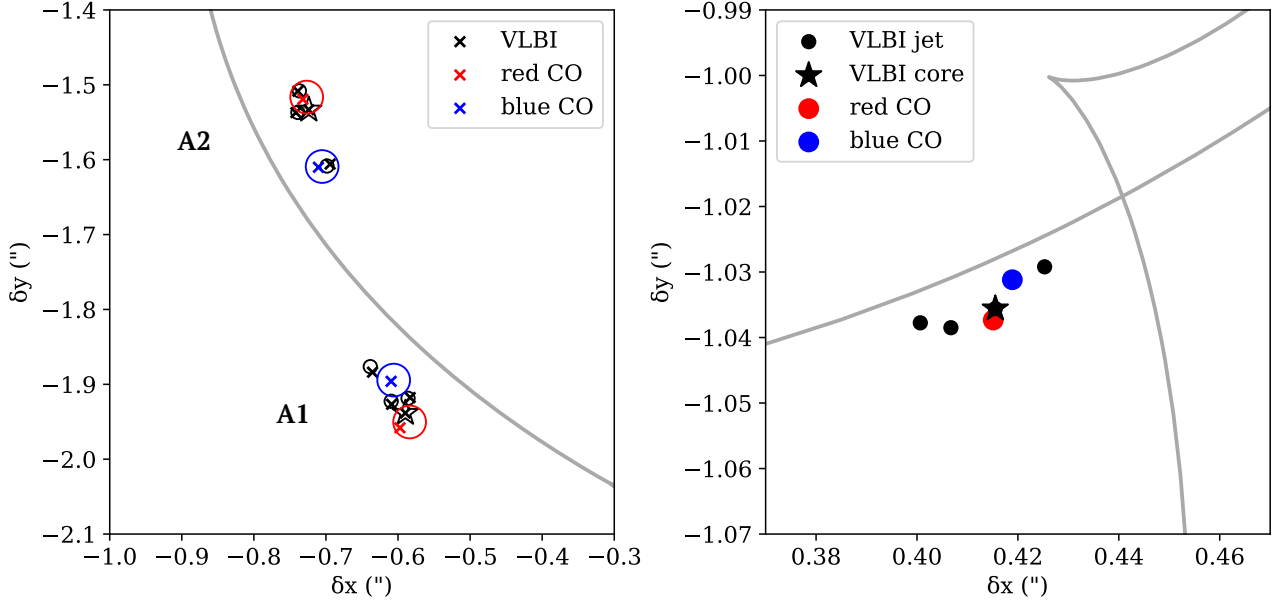 −1.4
−1.5
−1.6
−1.7
−1.8
−1.9
−2.0
−2.1
δy (")
−1.0
−0.9
−0.8
−0.7
−0.6
−0.5
−0.4
−0.3
δx (")
A2
A1
VLBI
red CO
blue CO
−0.99
−1.00
−1.01
−1.02
−1.03
−1.04
−1.05
−1.06
−1.07
δy (")
0.38
0.40
0.42
0.44
0.46
δx (")
VLBI jet
VLBI core
red CO
blue CO